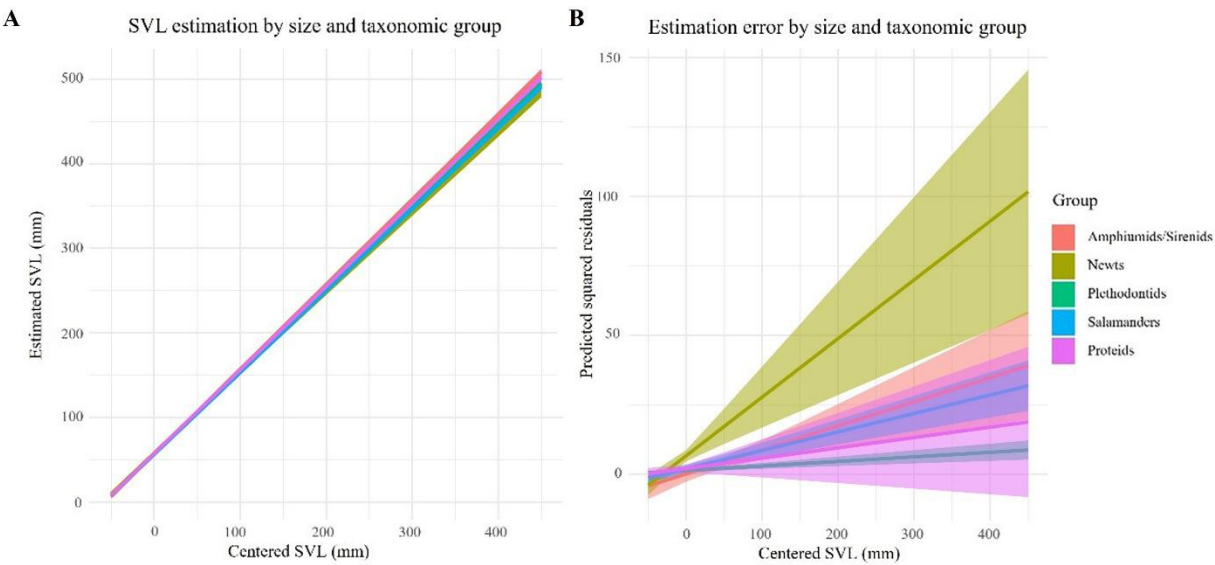 A
SVL estimation by size and taxonomic group
Estimated SVL (mm)
500
400
300
200
100
0
0 100 200 300 400
Centered SVL (mm)
B
Estimation error by size and taxonomic group
Predicted squared residuals
150
100
50
0
0 100 200 300 400
Centered SVL (mm)
Group
Amphiumids/Sirenids
Newts
Plethodontids
Salamanders
Proteids